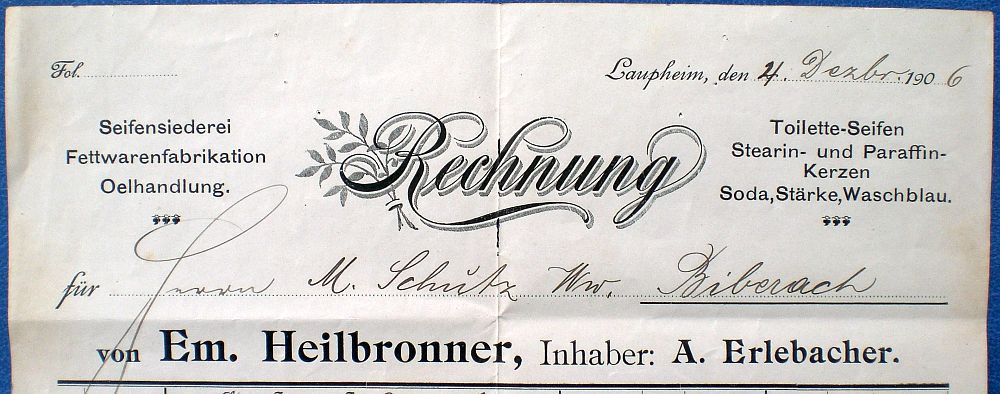 Fol.
Laupheim, den 4. Dezbr. 1906
Seifensiederei
Fettwarenfabrikation
Oelhandlung.
Rechnung
Toilette-Seifen
Stearin- und Paraffin-
Kerzen
Soda, Stärke, Waschblau.
für Herrn M. Schütz Ww. Biberach
von Em. Heilbronner, Inhaber: A. Erlebacher.